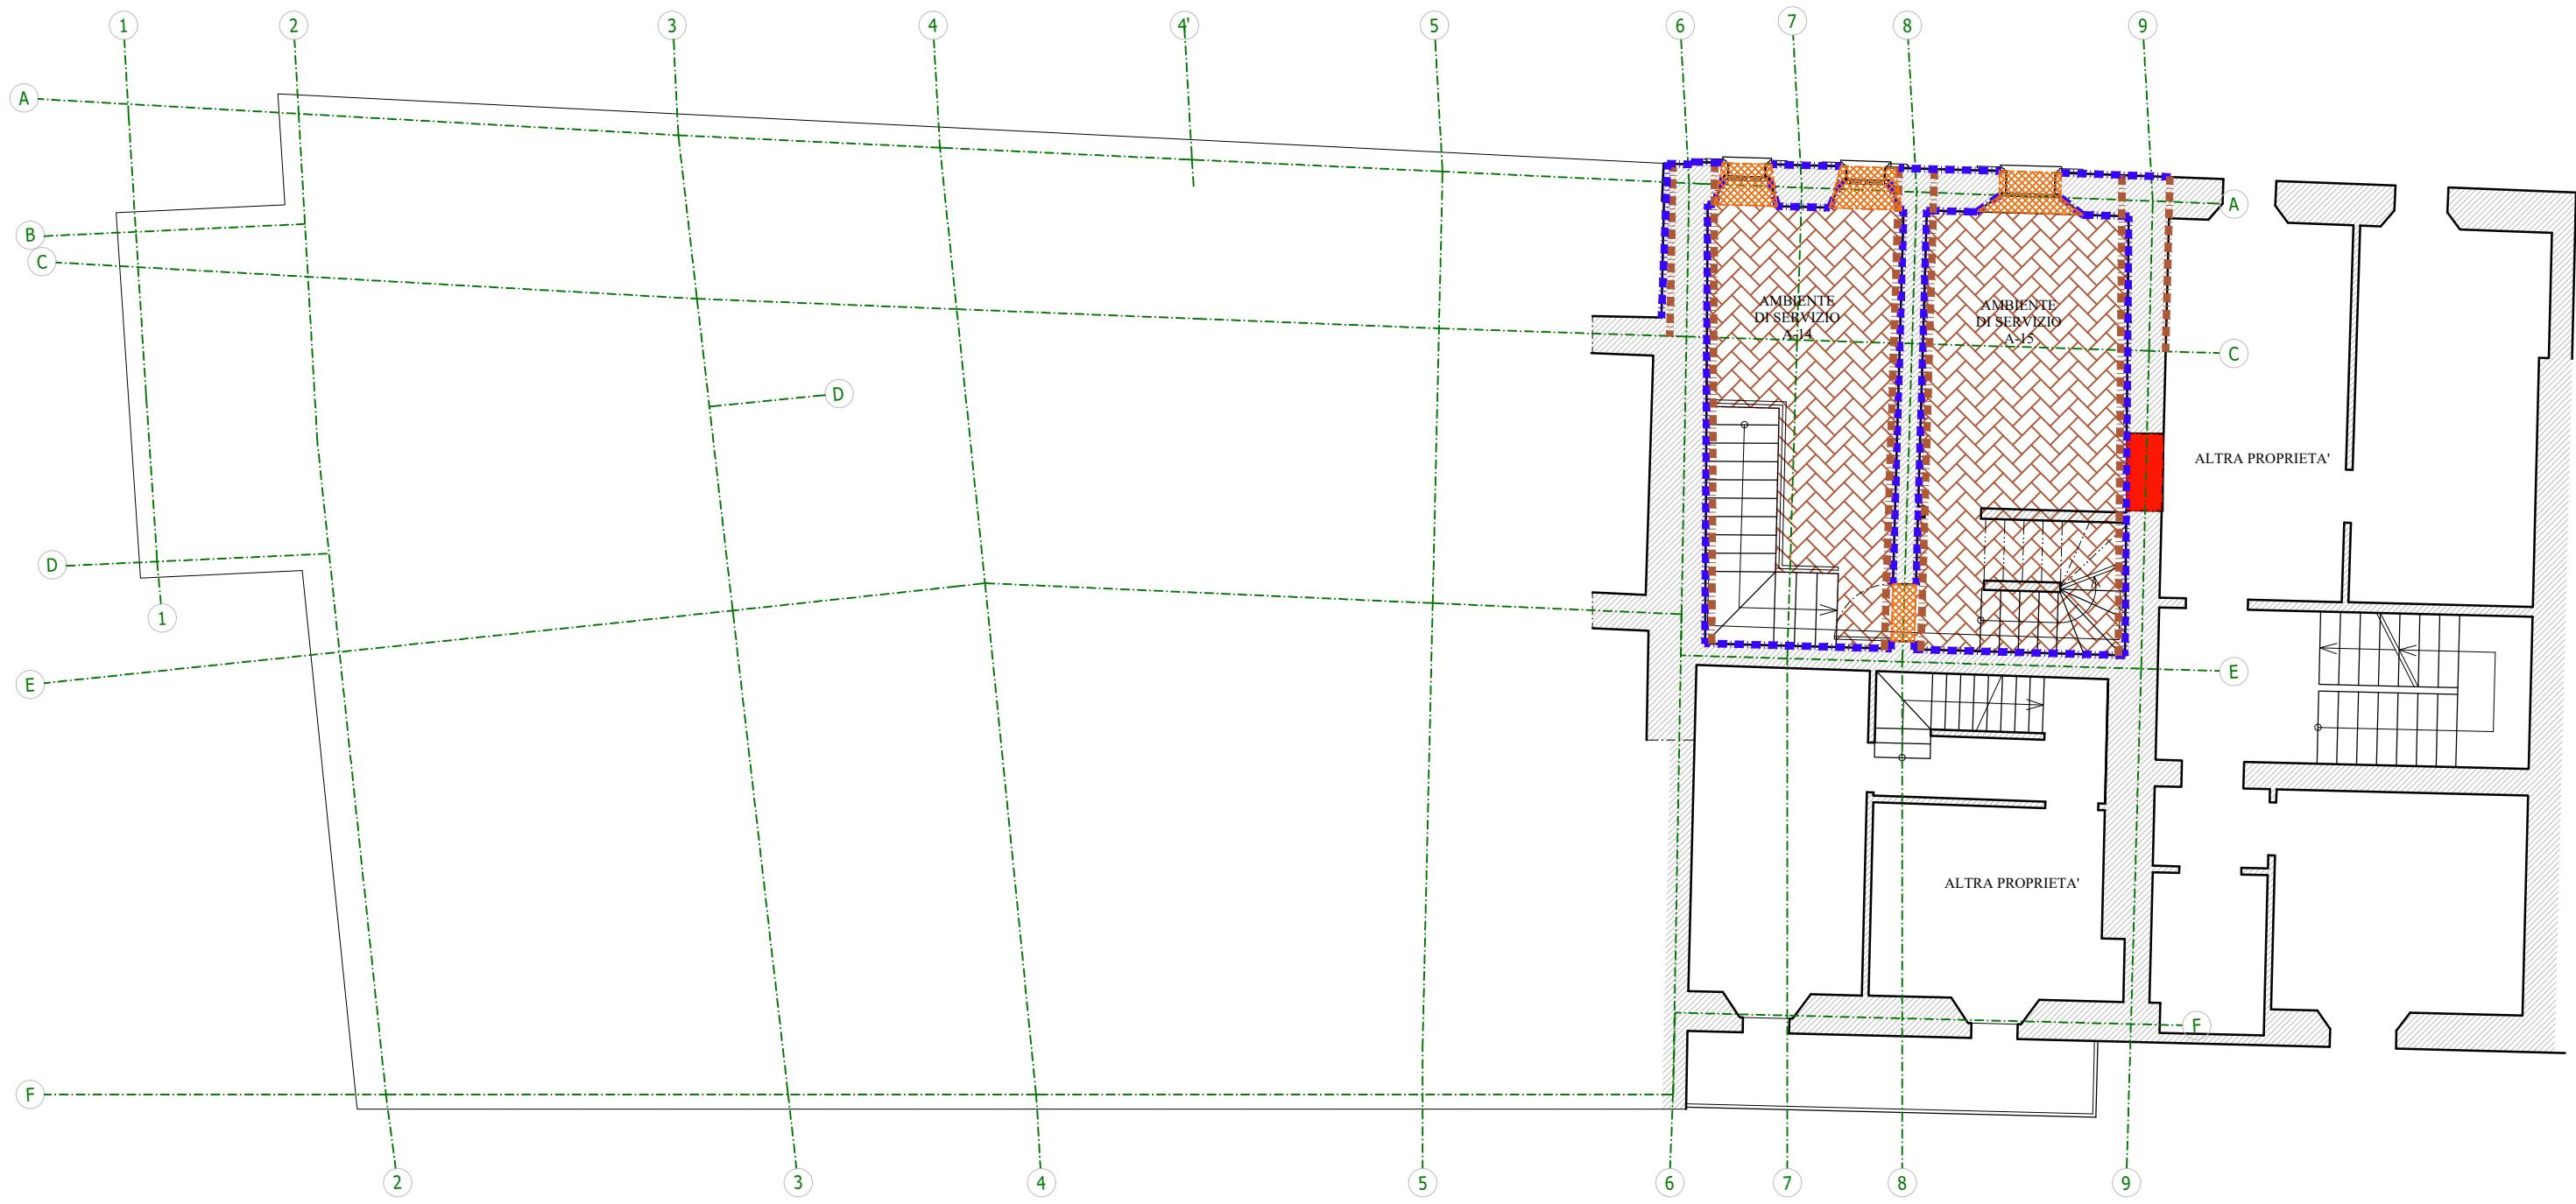 1
2
3
4
4'
5
6
7
8
9
A
A
B
C
C
D
D
AMBIENTE
DI SERVIZIO
A-14
AMBIENTE
DI SERVIZIO
A-15
ALTRA PROPRIETA'
1
E
E
ALTRA PROPRIETA'
F
F
2
3
4
5
6
7
8
9